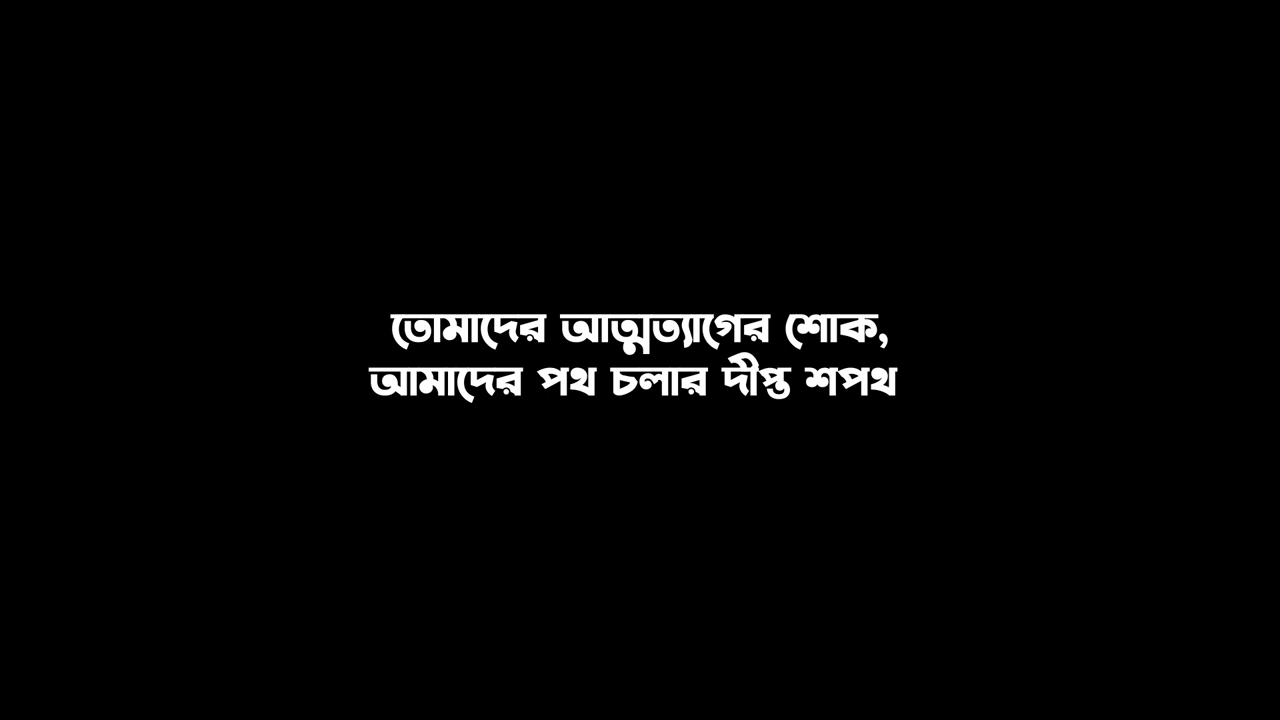 তোমাদের আত্মত্যাগের শোক,
আমাদের পথ চলার দীপ্ত শপথ